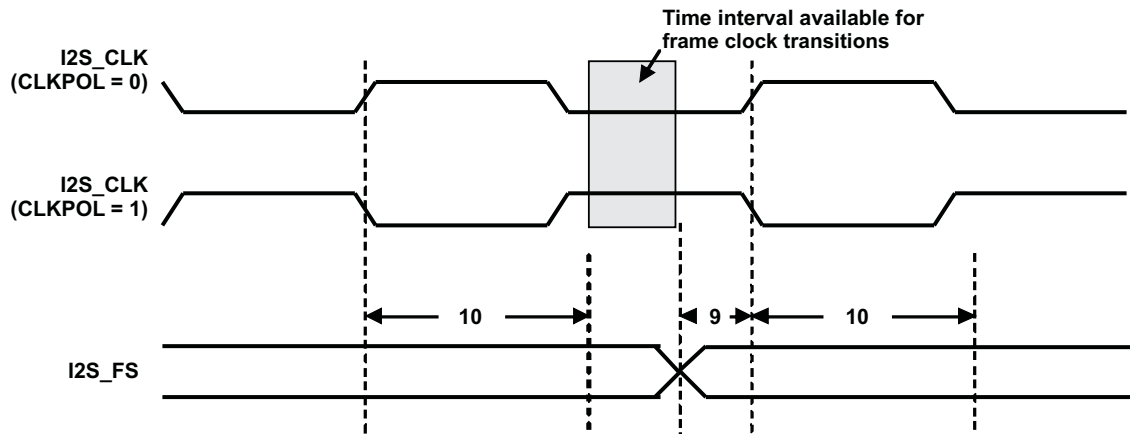 Time interval available for
frame clock transitions
I2S_CLK
(CLKPOL = 0)
I2S_CLK
(CLKPOL = 1)
10
9
10
I2S_FS